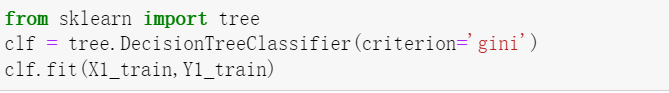 from sklearn import tree
clf = tree.DecisionTreeClassifier(criterion='gini')
clf.fit(X1_train,Y1_train)